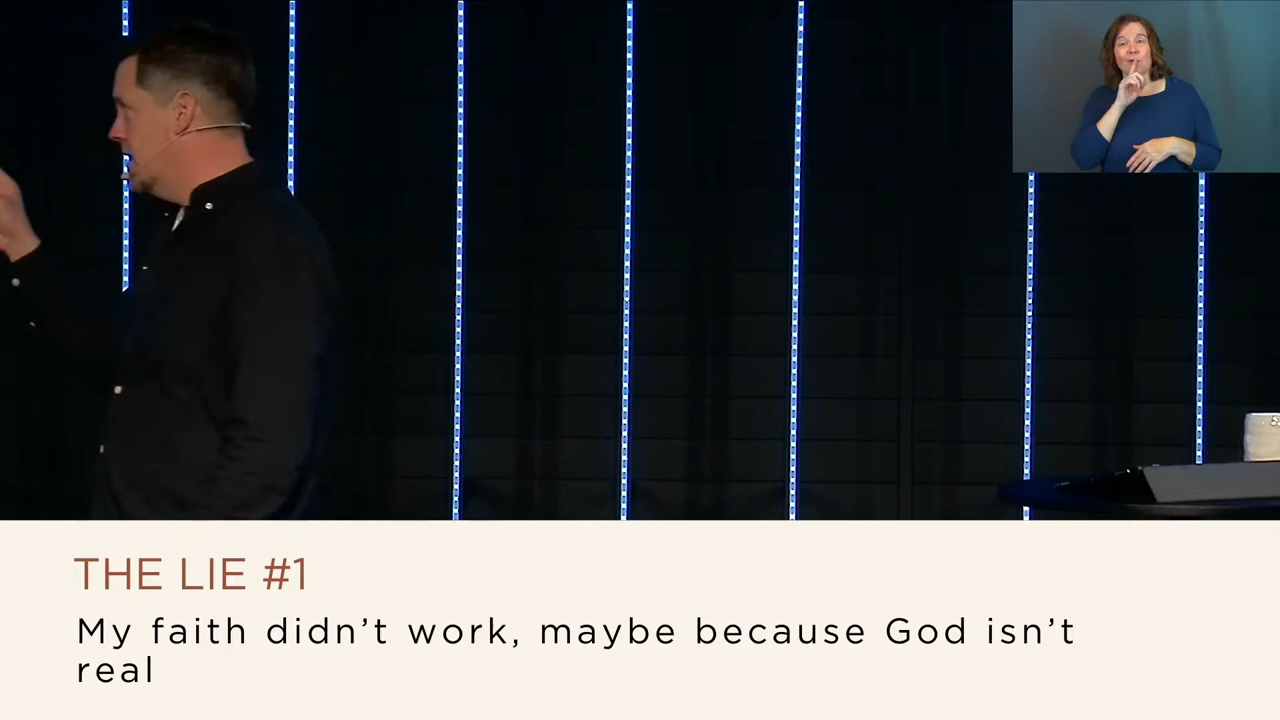 THE LIE #1
My faith didn’t work, maybe because God isn’t
real